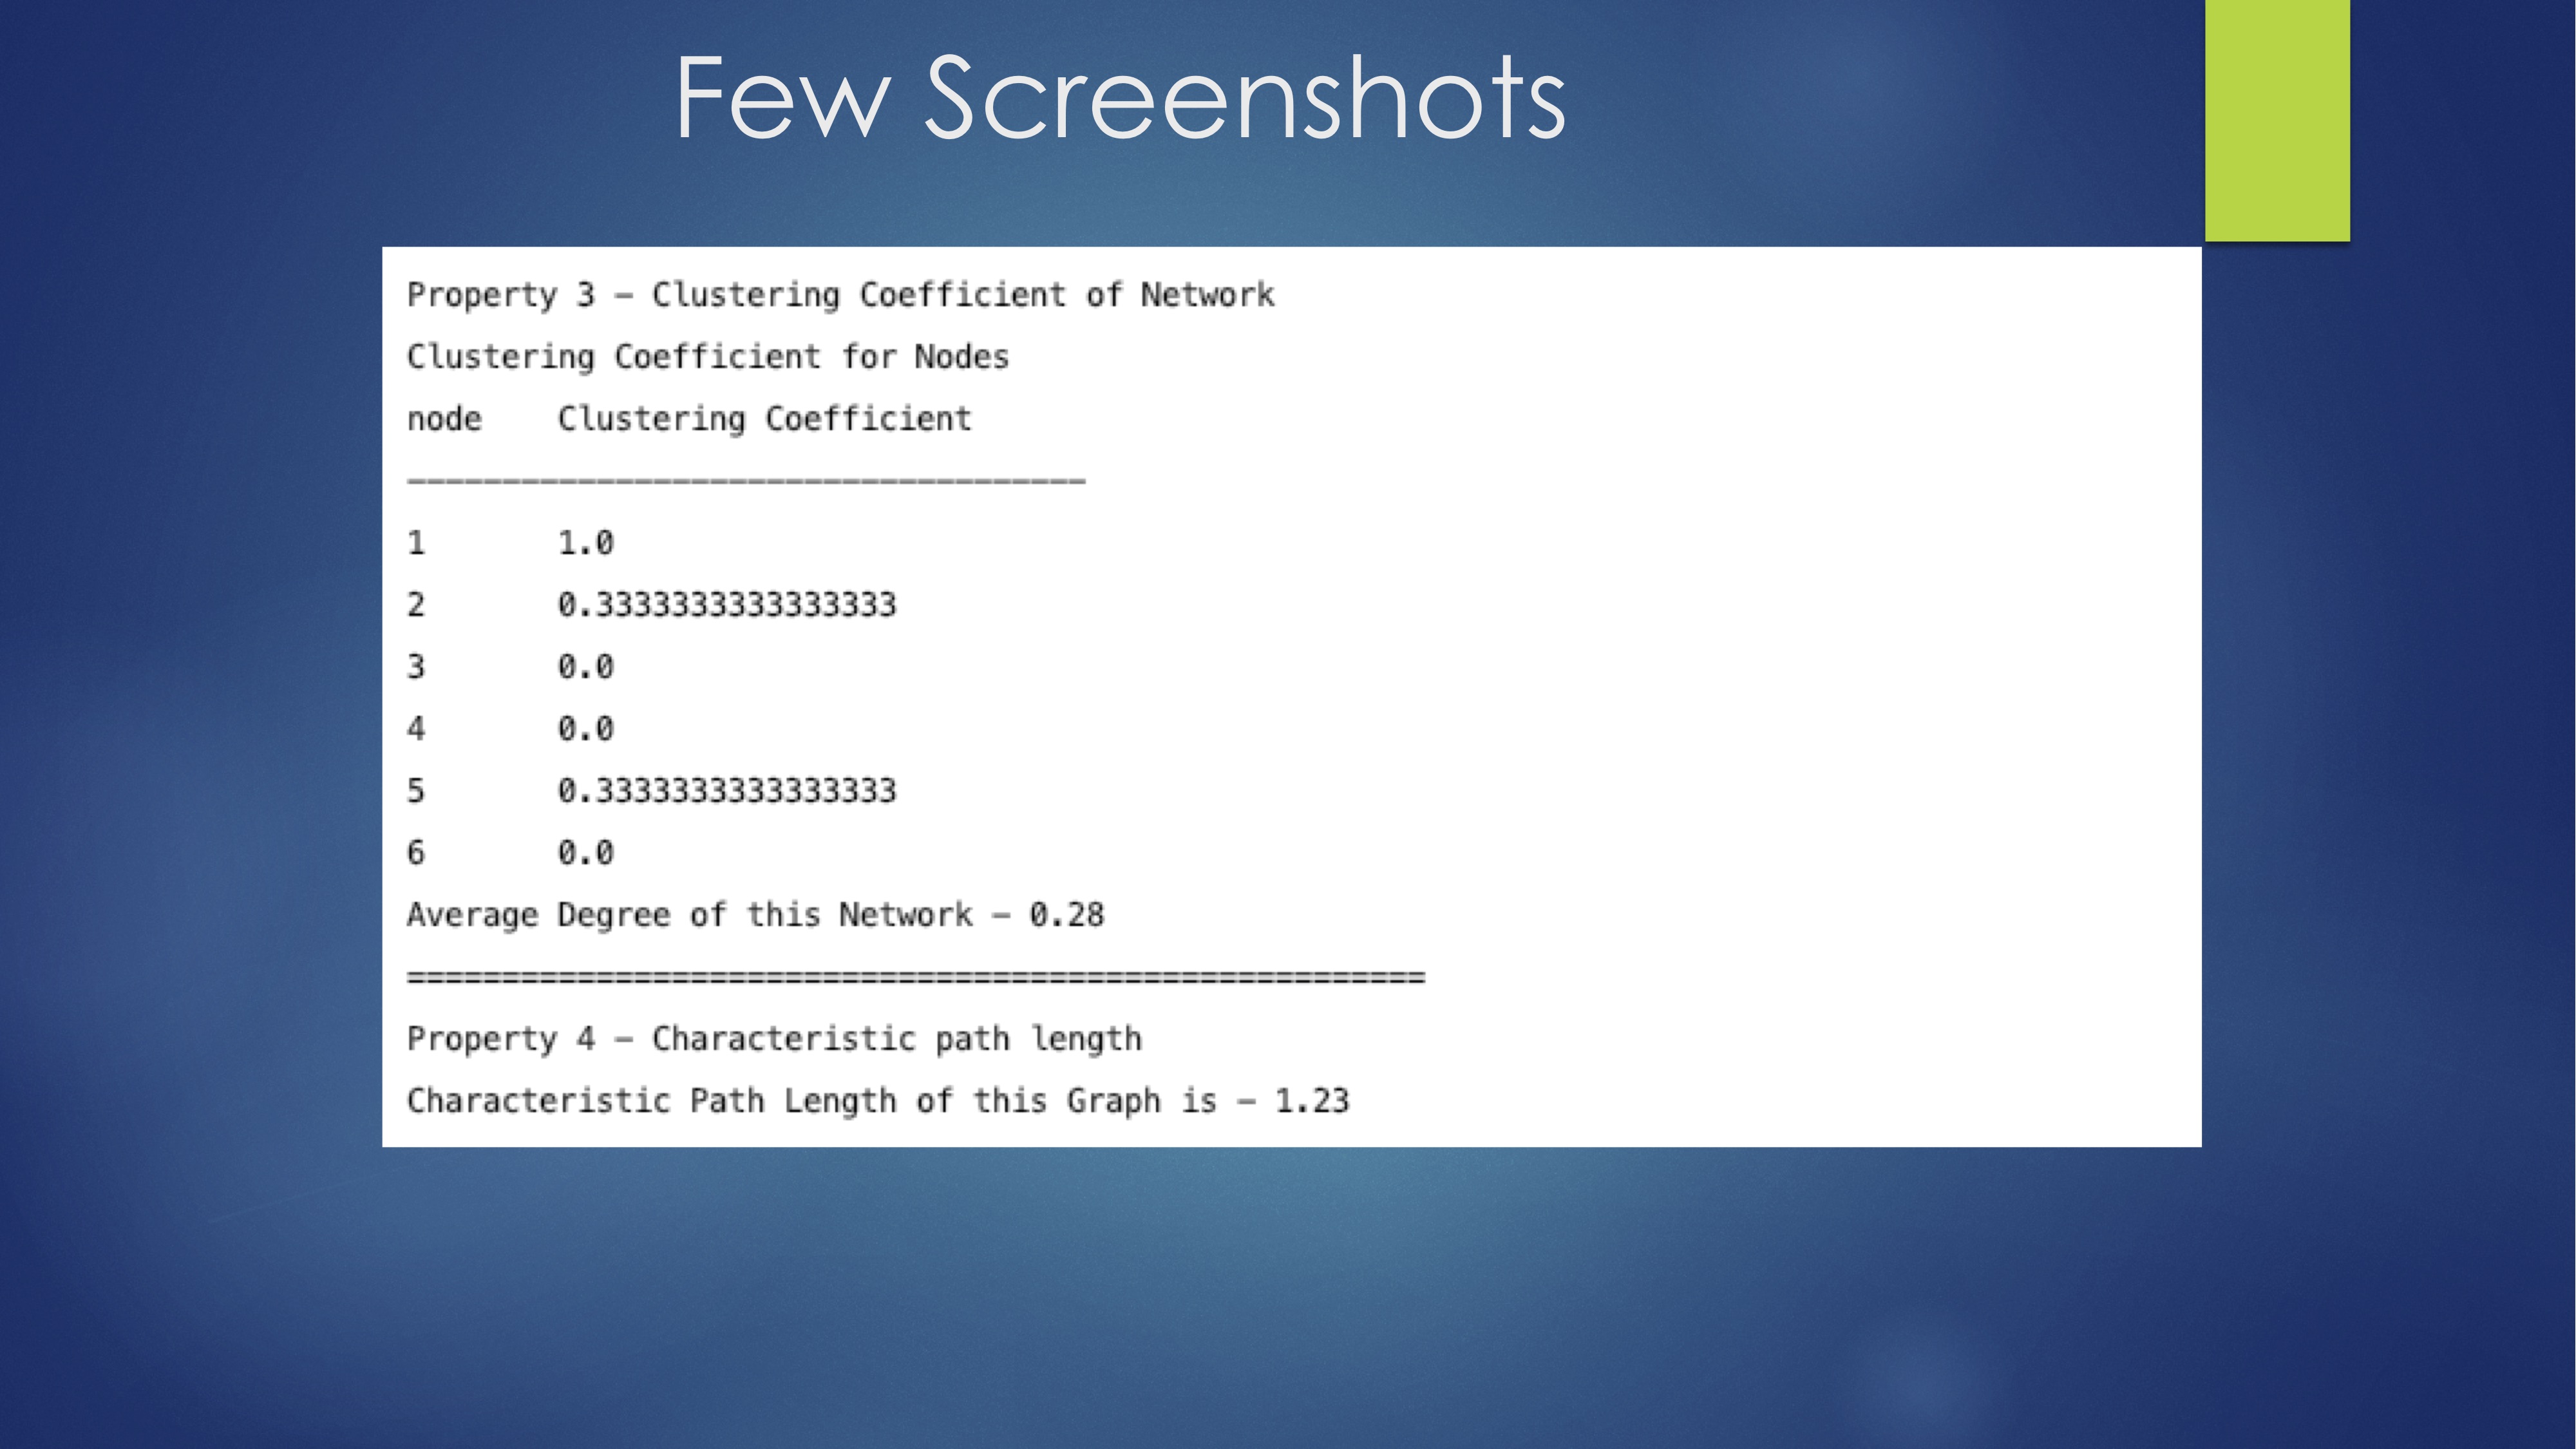 Few Screenshots
Property 3 – Clustering Coefficient of Network
Clustering Coefficient for Nodes
node    Clustering Coefficient
------------------------------------
1       1.0
2       0.3333333333333333
3       0.0
4       0.0
5       0.3333333333333333
6       0.0
Average Degree of this Network – 0.28
======================================================
Property 4 – Characteristic path length
Characteristic Path Length of this Graph is – 1.23